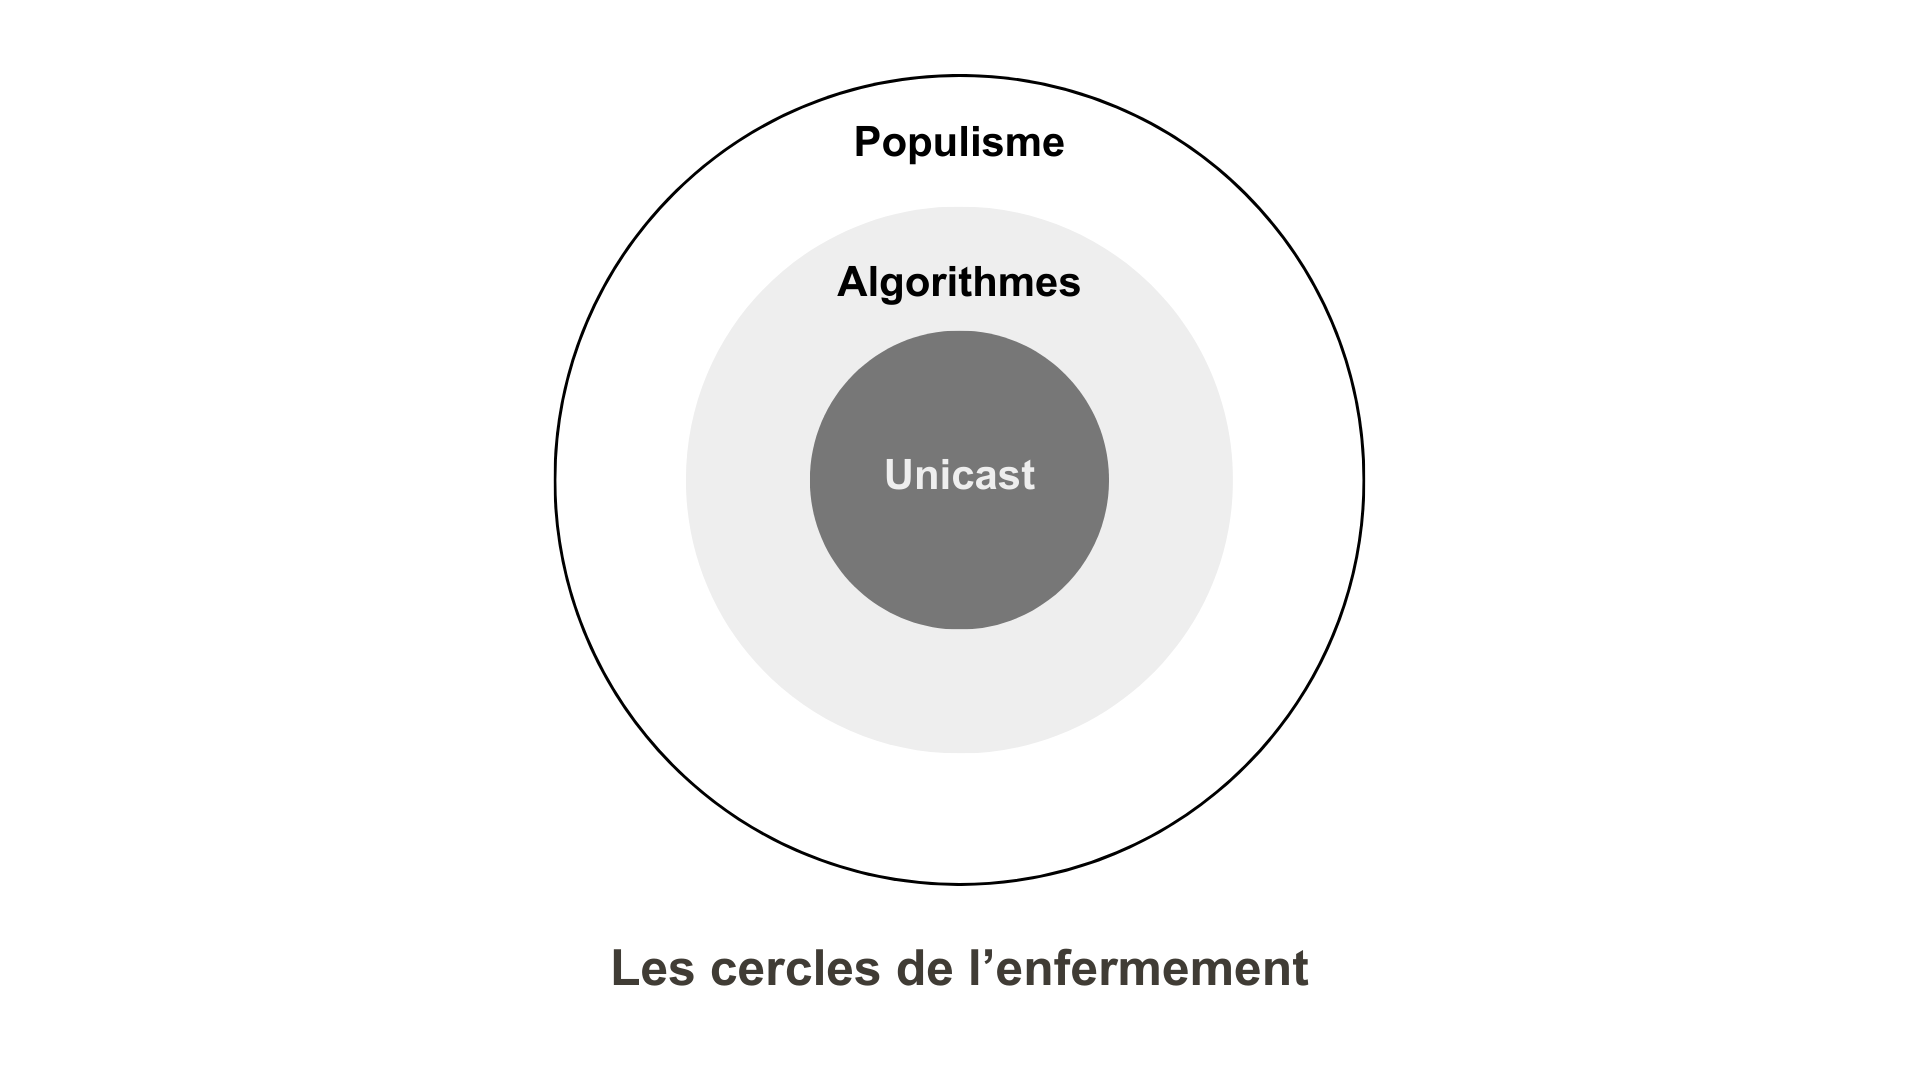 Populisme
Algorithmes
Unicast
Les cercles de l’enfermement